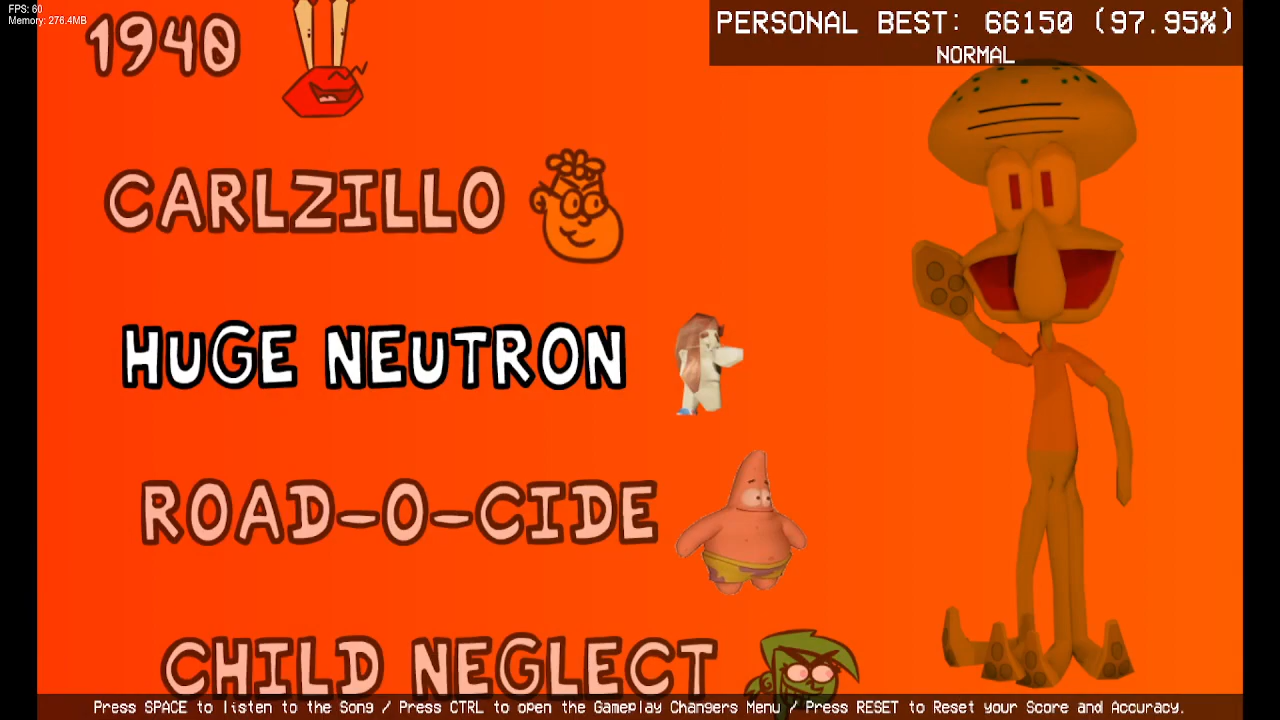 FPS: 60
Memory: 276.4MB
PERSONAL BEST: 66150 (97.95%)
NORMAL
1940
CARLZILLO
HUGE NEUTRON
ROAD-O-CIDE
CHILD NEGLECT
Press SPACE to listen to the Song / Press CTRL to open the Gameplay Changers Menu / Press RESET to Reset your Score and Accuracy.